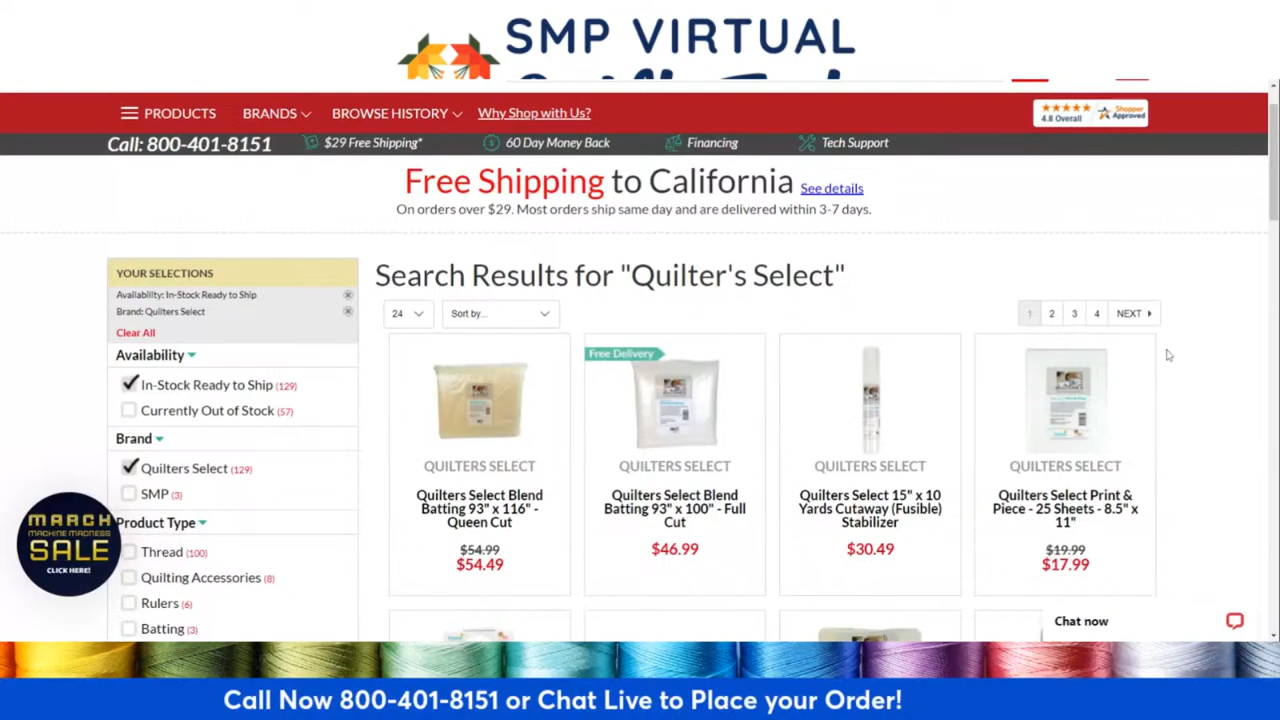 SMP VIRTUAL
PRODUCTS BRANDS BROWSE HISTORY Why Shop with Us?
4.8 Overall Shopper Approved
Call: 800-401-8151 $29 Free Shipping* 60 Day Money Back Financing Tech Support
Free Shipping to California See details
On orders over $29. Most orders ship same day and are delivered within 3-7 days.
YOUR SELECTIONS
Availability: In-Stock Ready to Ship
Brand: Quilters Select
Clear All
Availability
In-Stock Ready to Ship (129)
Currently Out of Stock (57)
Brand
Quilters Select (129)
SMP (3)
Product Type
Thread (100)
Quilting Accessories (8)
Rulers (6)
Batting (3)
MARCH
MACHINE MADNESS
SALE
CLICK HERE!
Search Results for "Quilter's Select"
24 Sort by... 1 2 3 4 NEXT
Free Delivery
QUILTERS SELECT
Quilters Select Blend
Batting 93" x 116" -
Queen Cut
$54.99
$54.49
QUILTERS SELECT
Quilters Select Blend
Batting 93" x 100" - Full
Cut
$46.99
QUILTERS SELECT
Quilters Select 15" x 10
Yards Cutaway (Fusible)
Stabilizer
$30.49
QUILTERS SELECT
Quilters Select Print &
Piece - 25 Sheets - 8.5" x
11"
$19.99
$17.99
Chat now
Call Now 800-401-8151 or Chat Live to Place your Order!